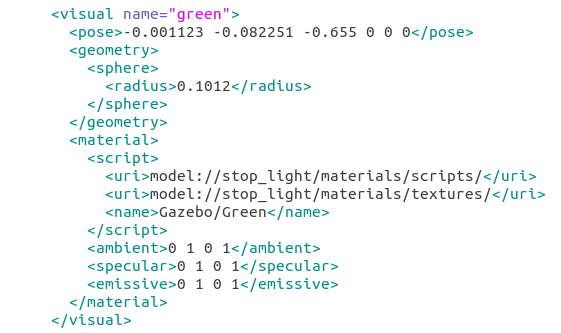 <visual name="green">
<pose>-0.001123 -0.082251 -0.655 0 0 0</pose>
<geometry>
<sphere>
<radius>0.1012</radius>
</sphere>
</geometry>
<material>
<script>
<uri>model://stop_light/materials/scripts/</uri>
<uri>model://stop_light/materials/textures/</uri>
<name>Gazebo/Green</name>
</script>
<ambient>0 1 0 1</ambient>
<specular>0 1 0 1</specular>
<emissive>0 1 0 1</emissive>
</material>
</visual>